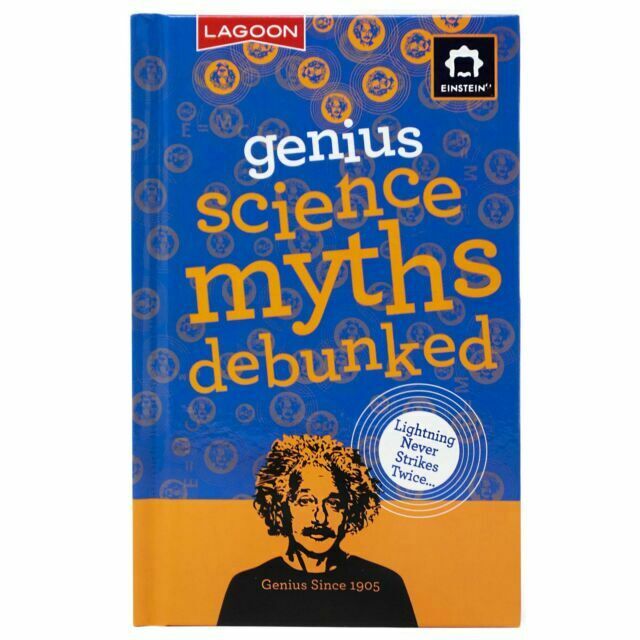 LAGOON
EINSTEIN
genius
science
myths
debunked
Lightning
Never
Strikes
Twice...
Genius Since 1905